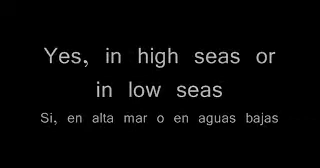 Yes, in high seas or
in low seas
Si, en alta mar o en aguas bajas